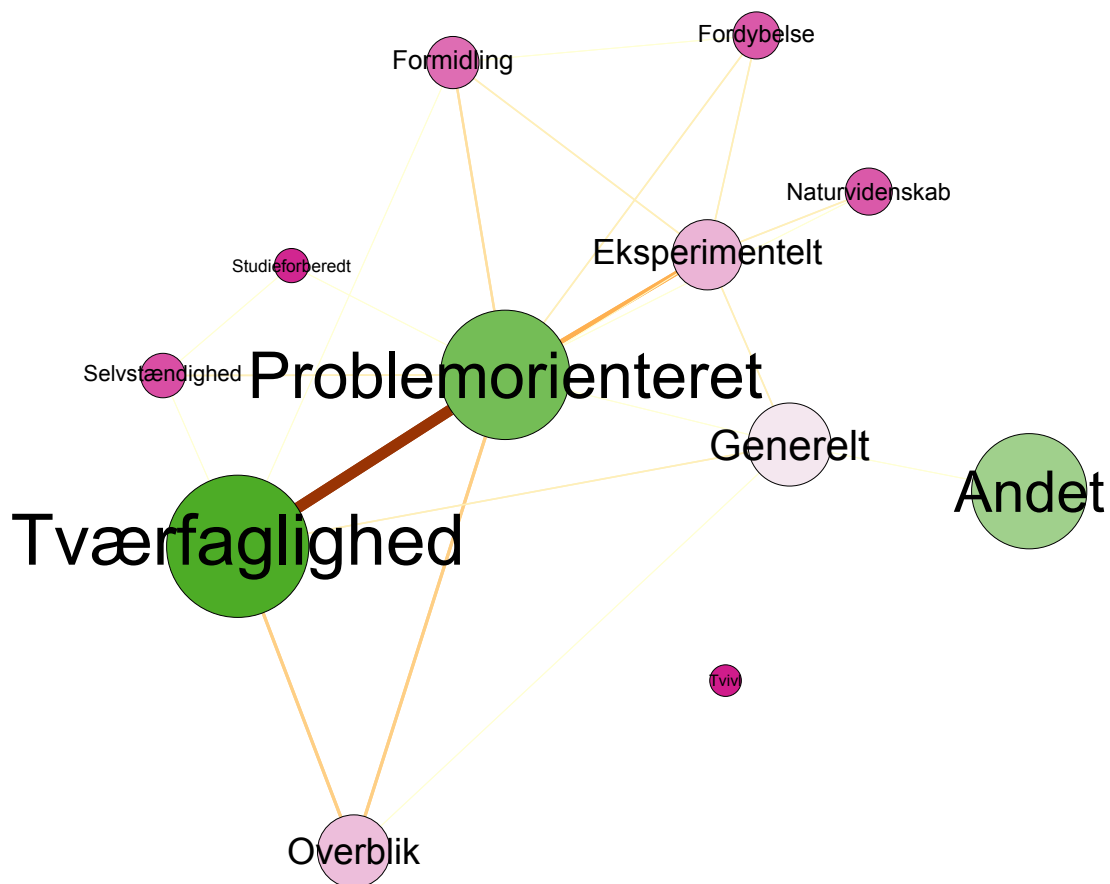 Fordybelse
Formidling
Naturvidenskab
Eksperimentelt
Studieforberedt
Selvstændighed
Problemorienteret
Generelt
Andet
Tværfaglighed
Tvivl
Overblik